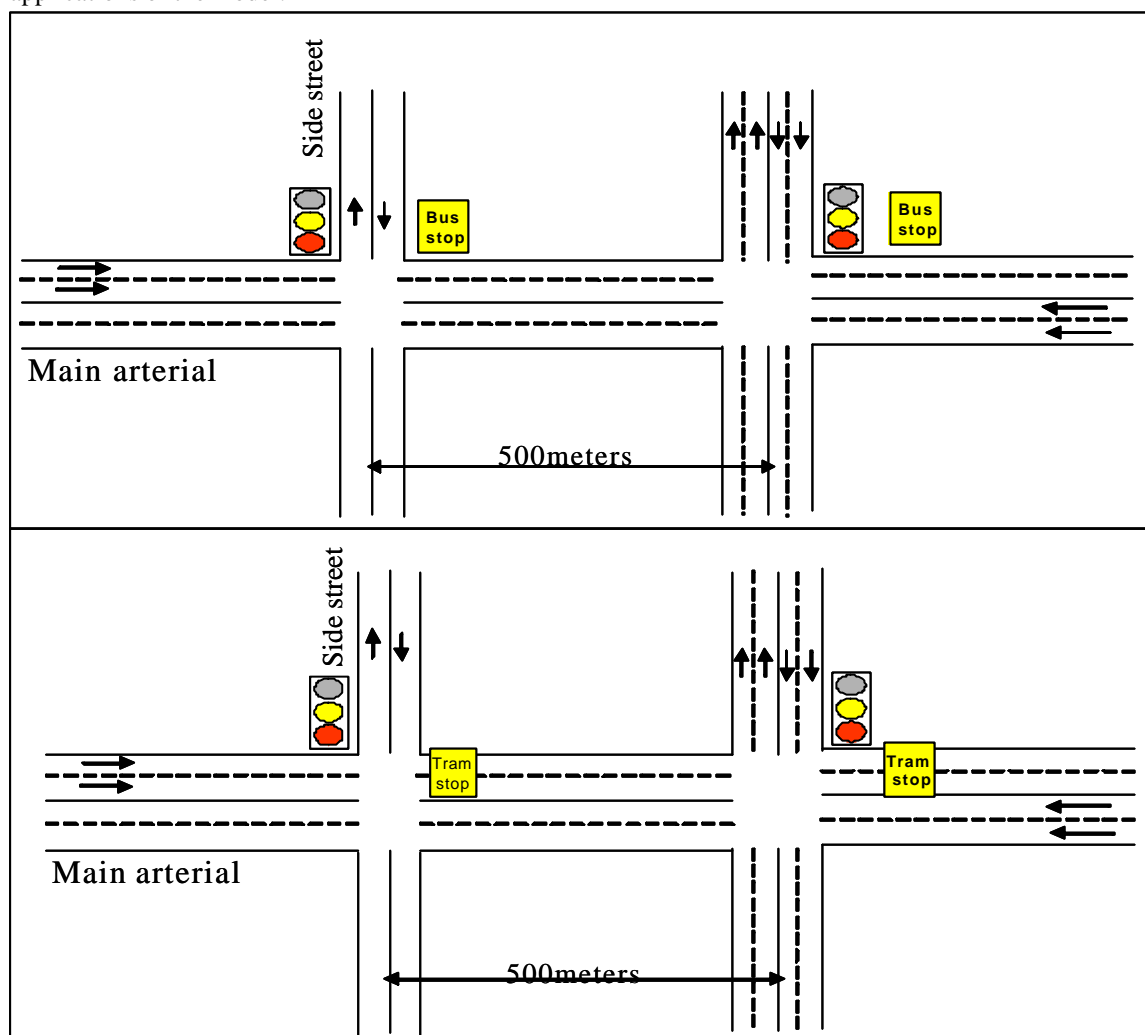 Side street
Bus
stop
Bus
stop
Main arterial
500meters
Side street
Tram
stop
Tram
stop
Main arterial
500meters